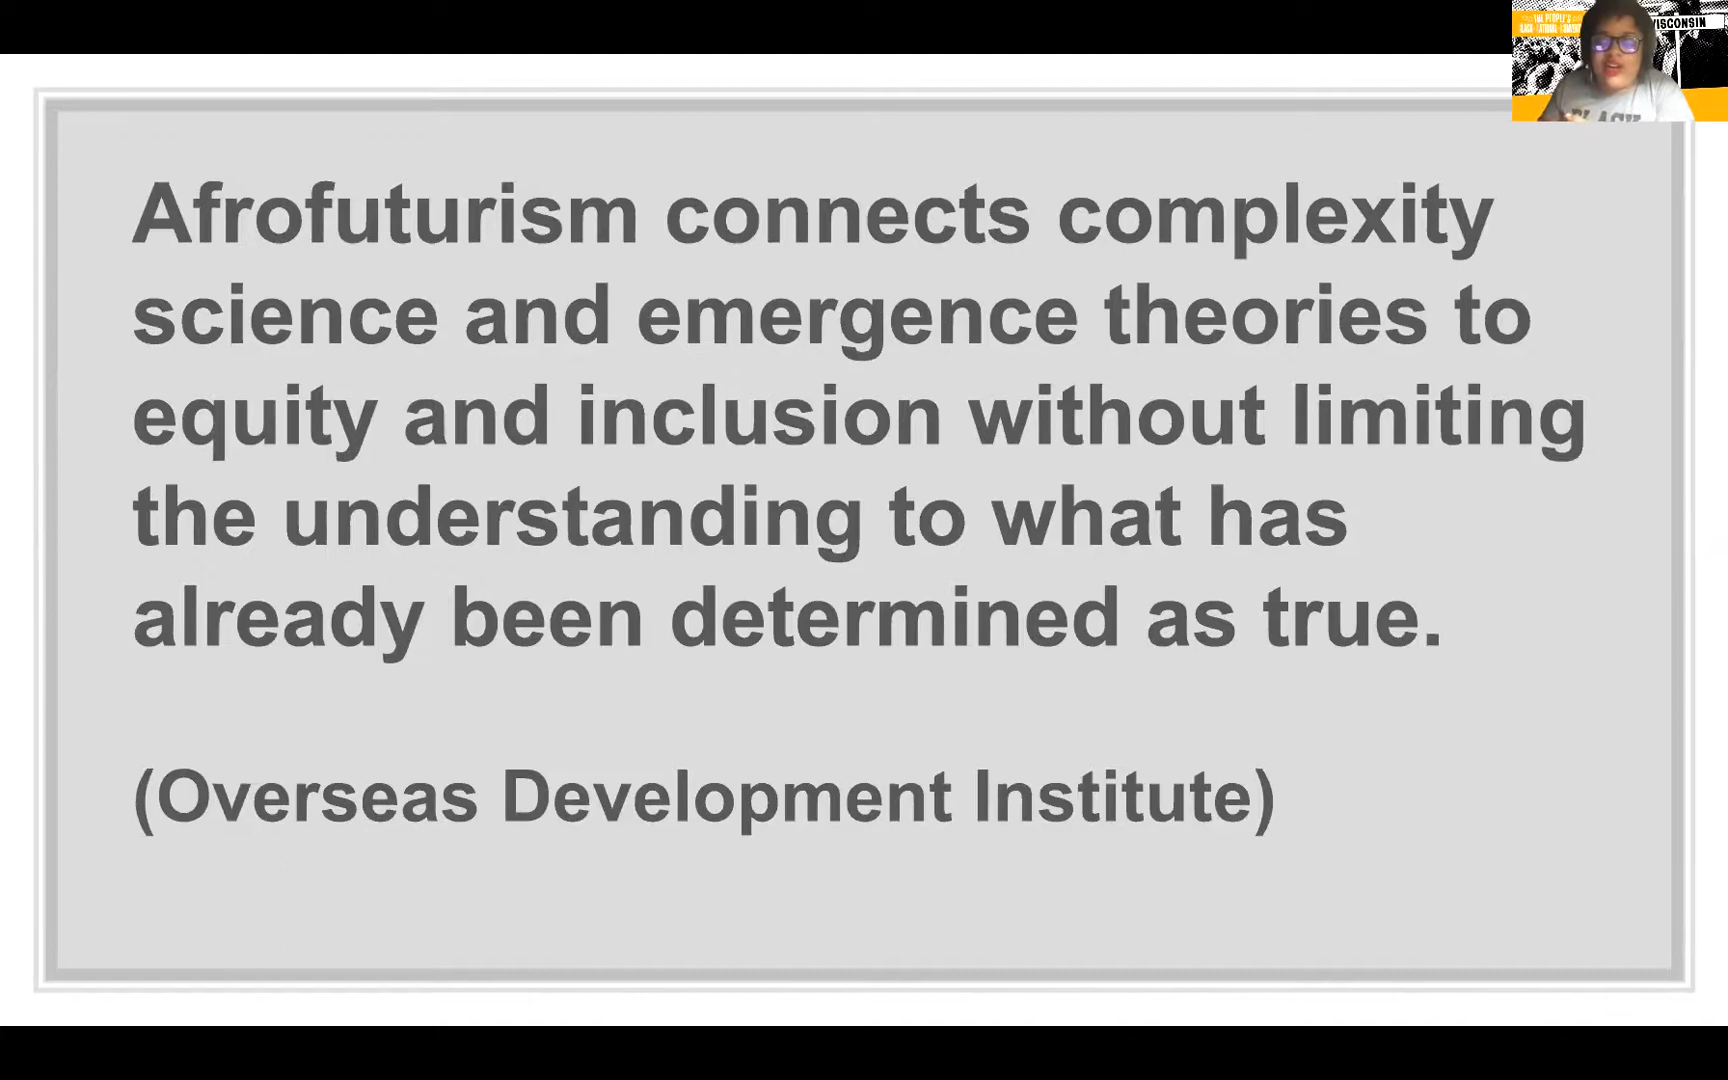 Afrofuturism connects complexity
science and emergence theories to
equity and inclusion without limiting
the understanding to what has
already been determined as true.
(Overseas Development Institute)
WISCONSIN
BLACK